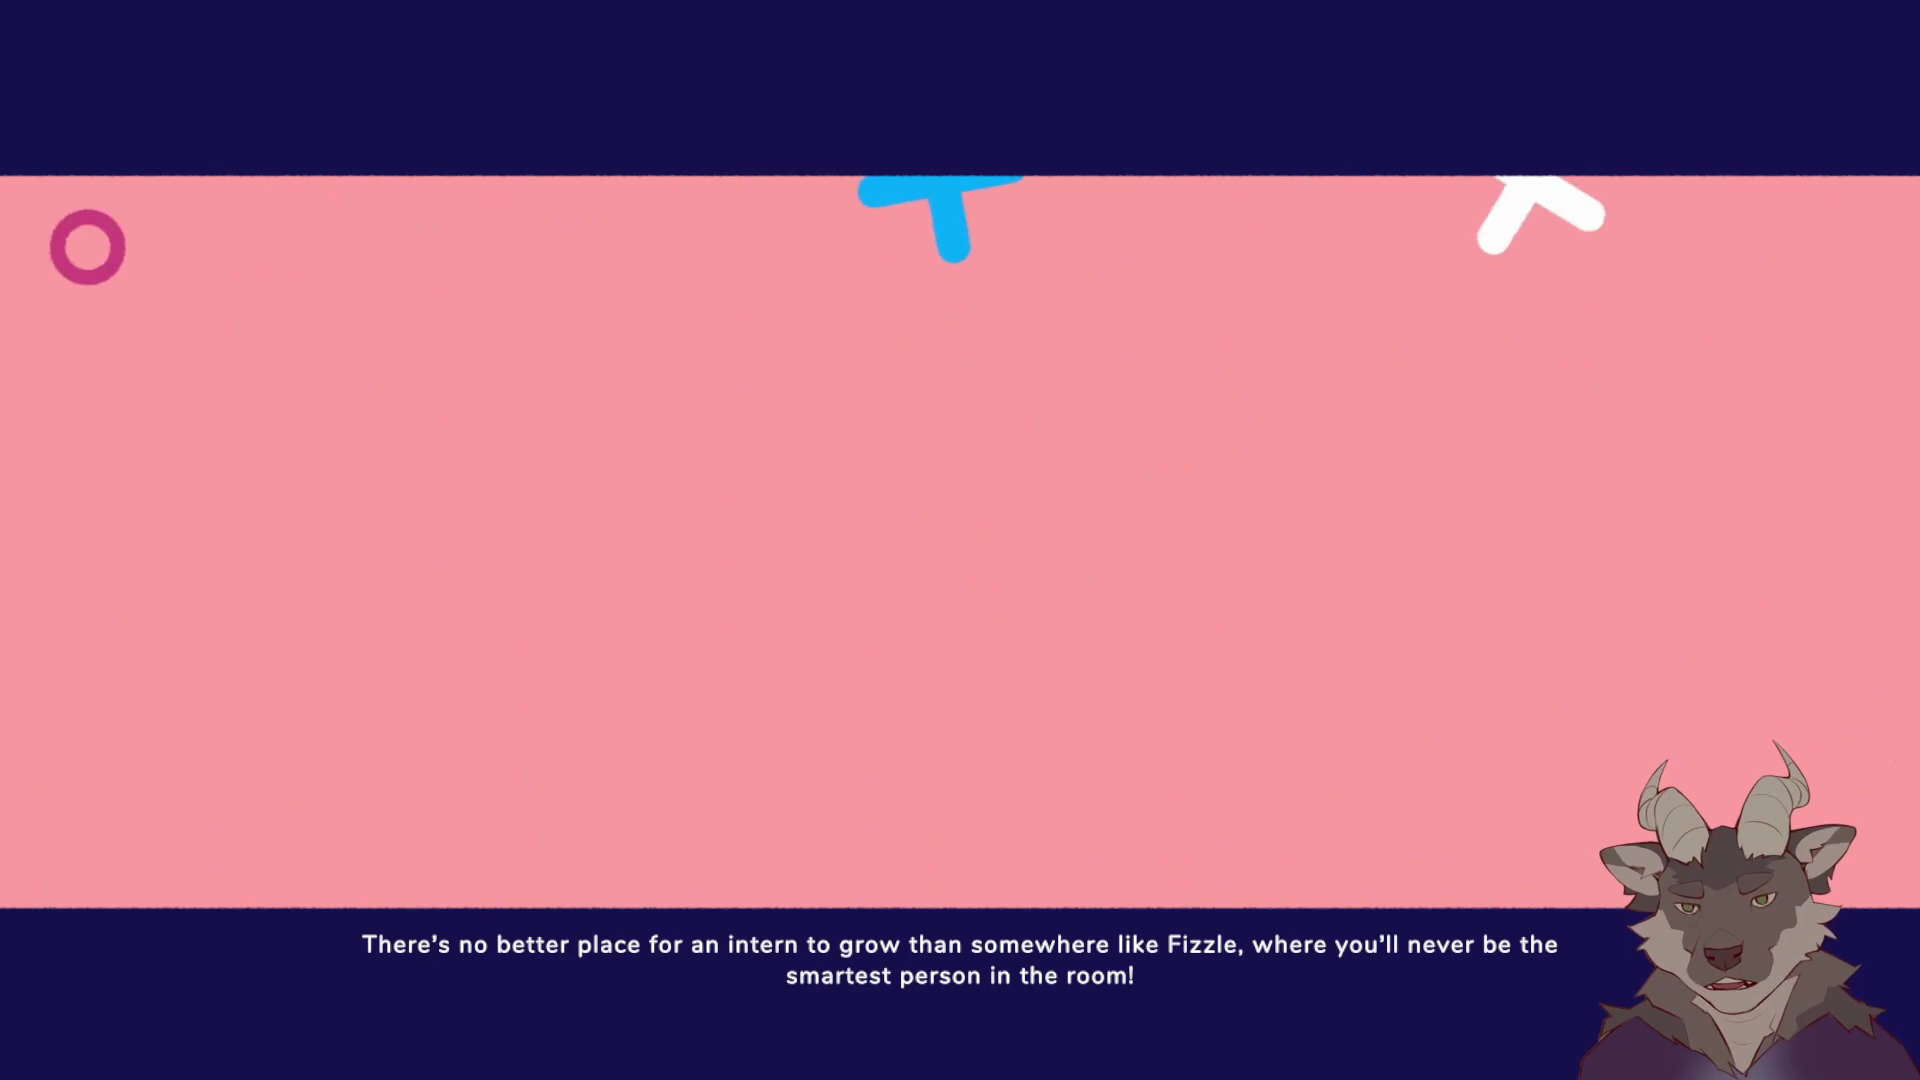 There’s no better place for an intern to grow than somewhere like Fizzle, where you’ll never be the
smartest person in the room!